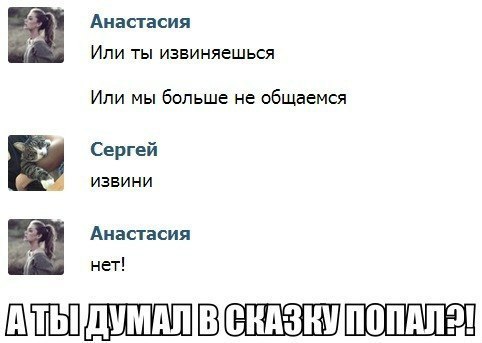 Анастасия
Или ты извиняешься
Или мы больше не общаемся
Сергей
извини
Анастасия
нет!
А ТЫ ДУМАЛ В СКАЗКУ ПОПАЛ?!